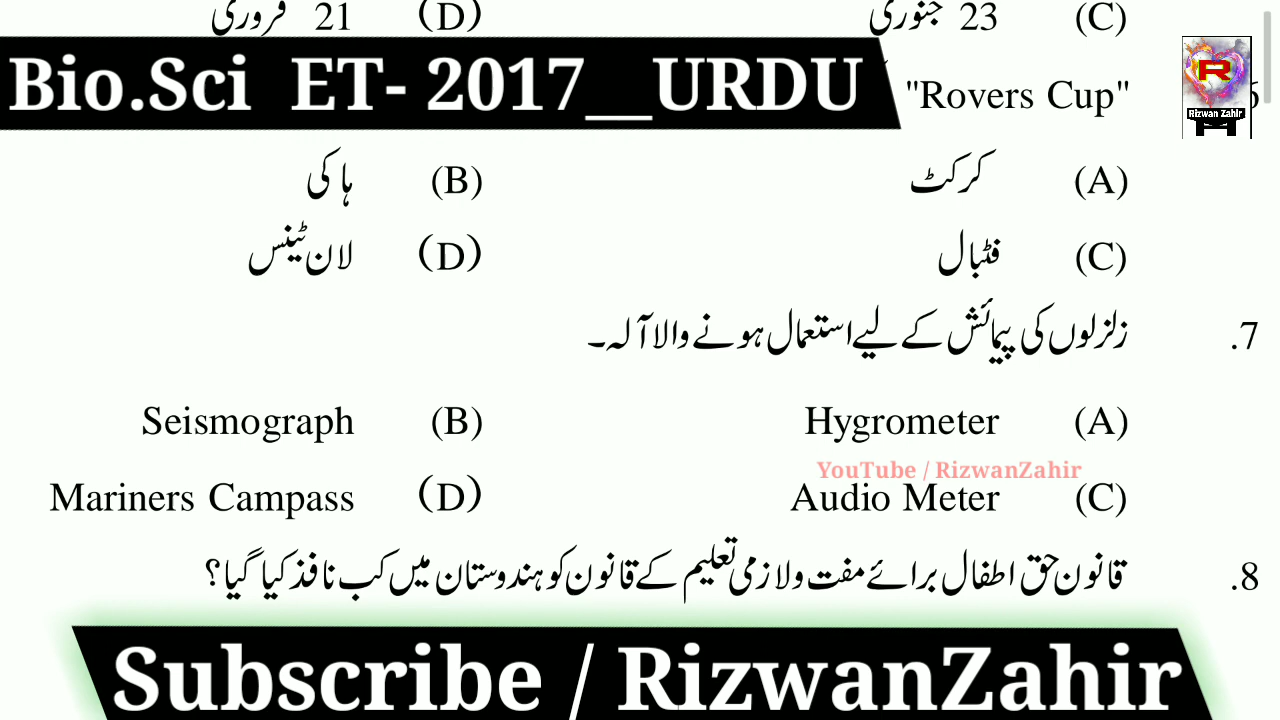 (C) 23 جنوری (D) 21 فروری
Bio.Sci ET- 2017__URDU
"Rovers Cup"
R
Rizwan Zahir
(A) کرکٹ (B) ہاکی
(C) فٹبال (D) لان ٹینس
7. زلزلوں کی پیمائش کے لیے استعمال ہونے والا آلہ۔
(A) Hygrometer (B) Seismograph
YouTube / RizwanZahir
(C) Audio Meter (D) Mariners Campass
8. قانون حق اطفال برائے مفت و لازمی تعلیم کے قانون کو ہندوستان میں کب نافذ کیا گیا؟
Subscribe / RizwanZahir